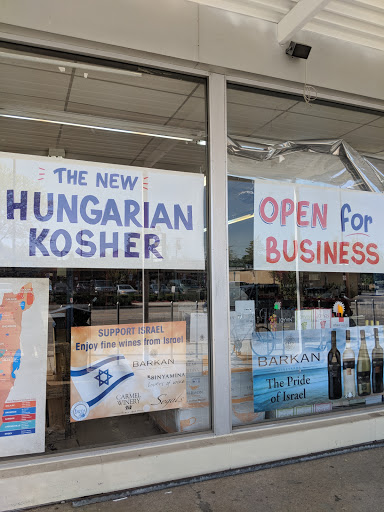 THE NEW
HUNGARIAN
KOSHER
OPEN for
BUSINESS
SUPPORT ISRAEL
Enjoy fine wines from Israel
BARKAN
BINYAMINA
CARMEL
WINERY
Segal's
BARKAN
The Pride
of Israel